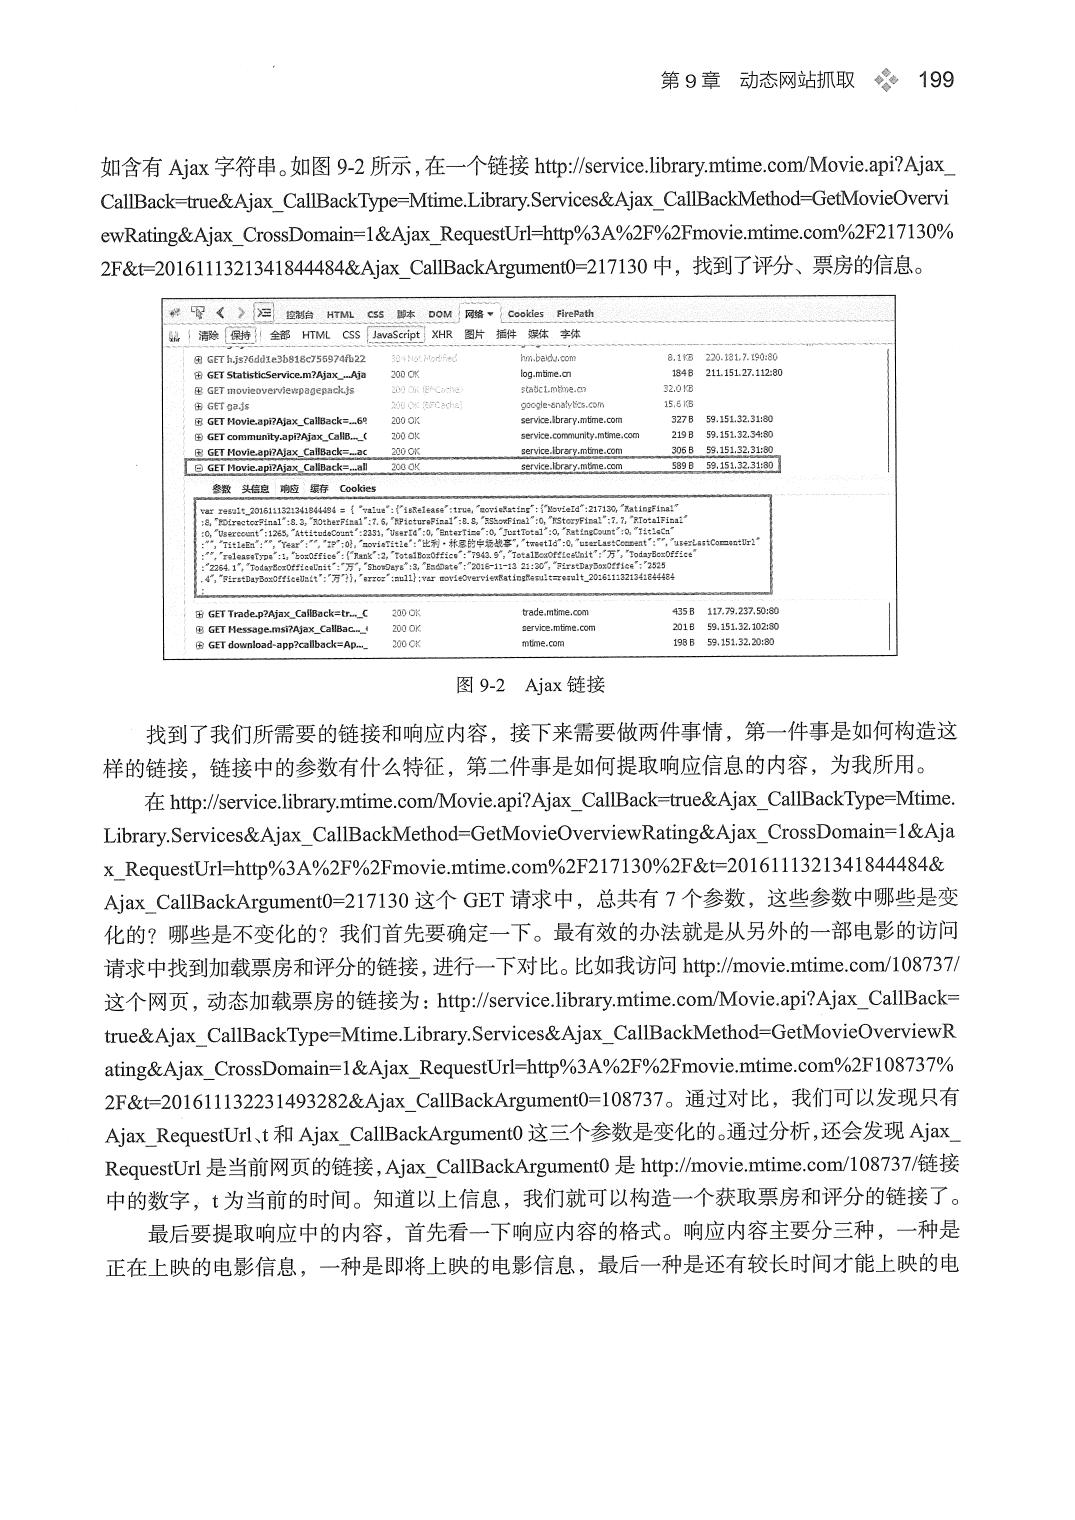 第 9 章 动态网站抓取 199
如含有 Ajax 字符串。如图 9-2 所示，在一个链接 http://service.library.mtime.com/Movie.api?Ajax_
CallBack=true&Ajax_CallBackType=Mtime.Library.Services&Ajax_CallBackMethod=GetMovieOvervi
ewRating&Ajax_CrossDomain=1&Ajax_RequestUrl=http%3A%2F%2Fmovie.mtime.com%2F217130%
2F&t=2016111321341844484&Ajax_CallBackArgument0=217130 中，找到了评分、票房的信息。
控制台 HTML CSS 脚本 DOM 网络 Cookies FirePath
清除 保持 全部 HTML CSS JavaScript XHR 图片 插件 媒体 字体
GET h.js?6dd1e3b818c756974fb22 304 Not Modified hm.baidu.com 8.1 KB 220.181.7.190:80
GET StatisticService.m?Ajax_...Aja 200 OK log.mtime.cn 184 B 211.151.27.112:80
GET movieoverviewpagepack.js 200 OK (BFCache) static1.mtime.cn 32.0 KB
GET ga.js 200 OK (BFCache) google-analytics.com 15.6 KB
GET Movie.api?Ajax_CallBack=...69 200 OK service.library.mtime.com 327 B 59.151.32.31:80
GET community.api?Ajax_CallB..._( 200 OK service.community.mtime.com 219 B 59.151.32.34:80
GET Movie.api?Ajax_CallBack=...ac 200 OK service.library.mtime.com 306 B 59.151.32.31:80
GET Movie.api?Ajax_CallBack=...all 200 OK service.library.mtime.com 589 B 59.151.32.31:80
参数 头信息 响应 缓存 Cookies
var result_2016111321341844484 = { "value":{"isRelease":true,"movieRating":{"MovieId":217130,"RatingFinal"
:8,"RDirectorFinal":8.3,"ROtherFinal":7.6,"RPictureFinal":8.8,"RShowFinal":0,"RStoryFinal":7.7,"RTotalFinal"
:0,"Usercount":1265,"AttitudeCount":2331,"UserId":0,"EnterTime":0,"JustTotal":0,"RatingCount":0,"TitleCn"
:"","TitleEn":"","Year":"","IP":0},"movieTitle":"比利·林恩的中场战事","tweetId":0,"userLastComment":"","userLastCommentUrl"
:"","releaseType":1,"boxOffice":{"Rank":2,"TotalBoxOffice":"7943.9","TotalBoxOfficeUnit":"万","TodayBoxOffice"
:"2264.1","TodayBoxOfficeUnit":"万","ShowDays":3,"EndDate":"2016-11-13 21:30","FirstDayBoxOffice":"2525
.4","FirstDayBoxOfficeUnit":"万"}},"error":null};var movieOverviewRatingResult=result_2016111321341844484
;
GET Trade.p?Ajax_CallBack=tr..._C 200 OK trade.mtime.com 435 B 117.79.237.50:80
GET Message.msi?Ajax_CallBac..._( 200 OK service.mtime.com 201 B 59.151.32.102:80
GET download-app?callback=Ap..._ 200 OK mtime.com 198 B 59.151.32.20:80
图 9-2 Ajax 链接
找到了我们所需要的链接和响应内容，接下来需要做两件事情，第一件事是如何构造这
样的链接，链接中的参数有什么特征，第二件事是如何提取响应信息的内容，为我所用。
在 http://service.library.mtime.com/Movie.api?Ajax_CallBack=true&Ajax_CallBackType=Mtime.
Library.Services&Ajax_CallBackMethod=GetMovieOverviewRating&Ajax_CrossDomain=1&Aja
x_RequestUrl=http%3A%2F%2Fmovie.mtime.com%2F217130%2F&t=2016111321341844484&
Ajax_CallBackArgument0=217130 这个 GET 请求中，总共有 7 个参数，这些参数中哪些是变
化的？哪些是不变化的？我们首先要确定一下。最有效的办法就是从另外的一部电影的访问
请求中找到加载票房和评分的链接，进行一下对比。比如我访问 http://movie.mtime.com/108737/
这个网页，动态加载票房的链接为：http://service.library.mtime.com/Movie.api?Ajax_CallBack=
true&Ajax_CallBackType=Mtime.Library.Services&Ajax_CallBackMethod=GetMovieOverviewR
ating&Ajax_CrossDomain=1&Ajax_RequestUrl=http%3A%2F%2Fmovie.mtime.com%2F108737%
2F&t=201611132231493282&Ajax_CallBackArgument0=108737。通过对比，我们可以发现只有
Ajax_RequestUrl、t 和 Ajax_CallBackArgument0 这三个参数是变化的。通过分析，还会发现 Ajax_
RequestUrl 是当前网页的链接，Ajax_CallBackArgument0 是 http://movie.mtime.com/108737/链接
中的数字，t 为当前的时间。知道以上信息，我们就可以构造一个获取票房和评分的链接了。
最后要提取响应中的内容，首先看一下响应内容的格式。响应内容主要分三种，一种是
正在上映的电影信息，一种是即将上映的电影信息，最后一种是还有较长时间才能上映的电